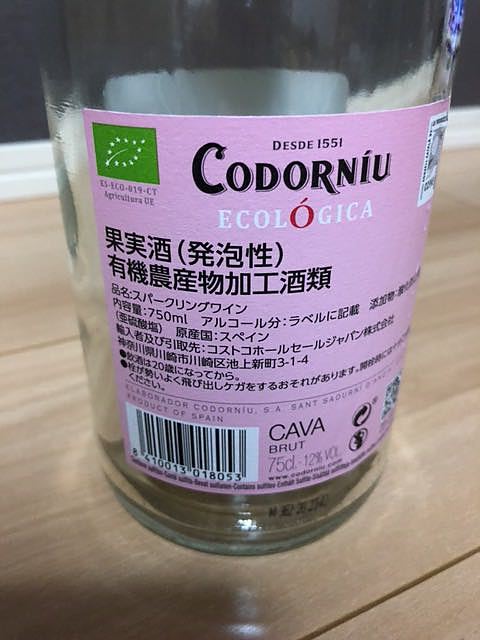 DESDE 1551
CODORNÍU
ECOLÓGICA
ES-ECO-019-CT
Agricultura UE
果実酒（発泡性）
有機農産物加工酒類
品名:スパークリングワイン
内容量:750ml アルコール分:ラベルに記載 添加物:酸化防止
(亜硫酸塩) 原産国:スペイン
輸入者及び引取先:コストコホールセールジャパン株式会社
神奈川県川崎市川崎区池上新町3-1-4
●飲酒は20歳になってから。
●栓が勢いよく飛び出しケガをするおそれがあります。開栓時には
ください。
ELABORADOR CODORNÍU, S.A. SANT SADURNÍ D'
PRODUCT OF SPAIN
8 410013 018053
CAVA
BRUT
75cl-12%VOL.
www.codorniu.com